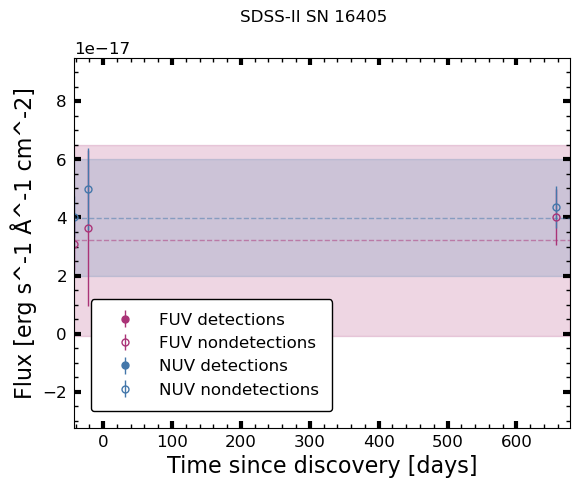 SDSS-II SN 16405
1e−17
Flux [erg s^-1 Å^-1 cm^-2]
8
6
4
2
0
−2
FUV detections
FUV nondetections
NUV detections
NUV nondetections
0 100 200 300 400 500 600
Time since discovery [days]